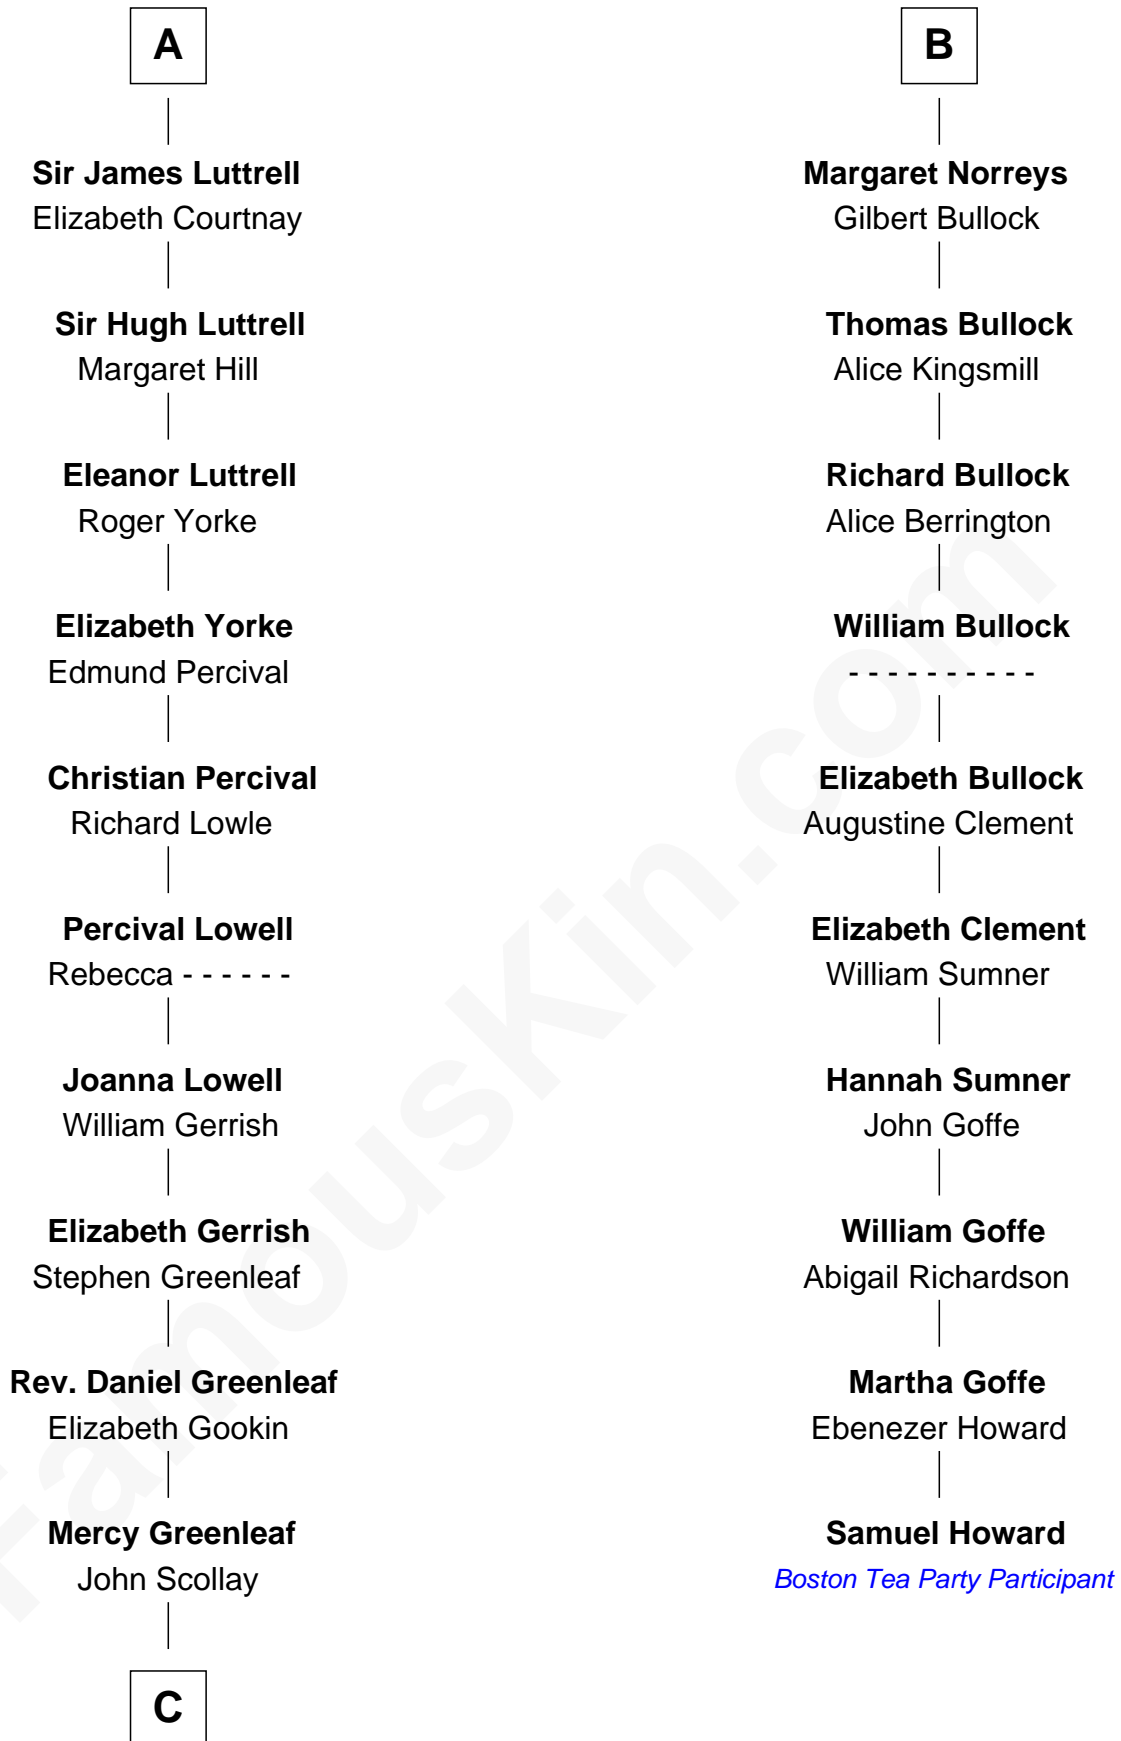 A
Sir James Luttrell
Elizabeth Courtnay
Sir Hugh Luttrell
Margaret Hill
Eleanor Luttrell
Roger Yorke
Elizabeth Yorke
Edmund Percival
Christian Percival
Richard Lowle
Percival Lowell
Rebecca - - - - - -
Joanna Lowell
William Gerrish
Elizabeth Gerrish
Stephen Greenleaf
Rev. Daniel Greenleaf
Elizabeth Gookin
Mercy Greenleaf
John Scollay
C
B
Margaret Norreys
Gilbert Bullock
Thomas Bullock
Alice Kingsmill
Richard Bullock
Alice Berrington
William Bullock
- - - - - - - - - -
Elizabeth Bullock
Augustine Clement
Elizabeth Clement
William Sumner
Hannah Sumner
John Goffe
William Goffe
Abigail Richardson
Martha Goffe
Ebenezer Howard
Samuel Howard
Boston Tea Party Participant
FamousKin.com